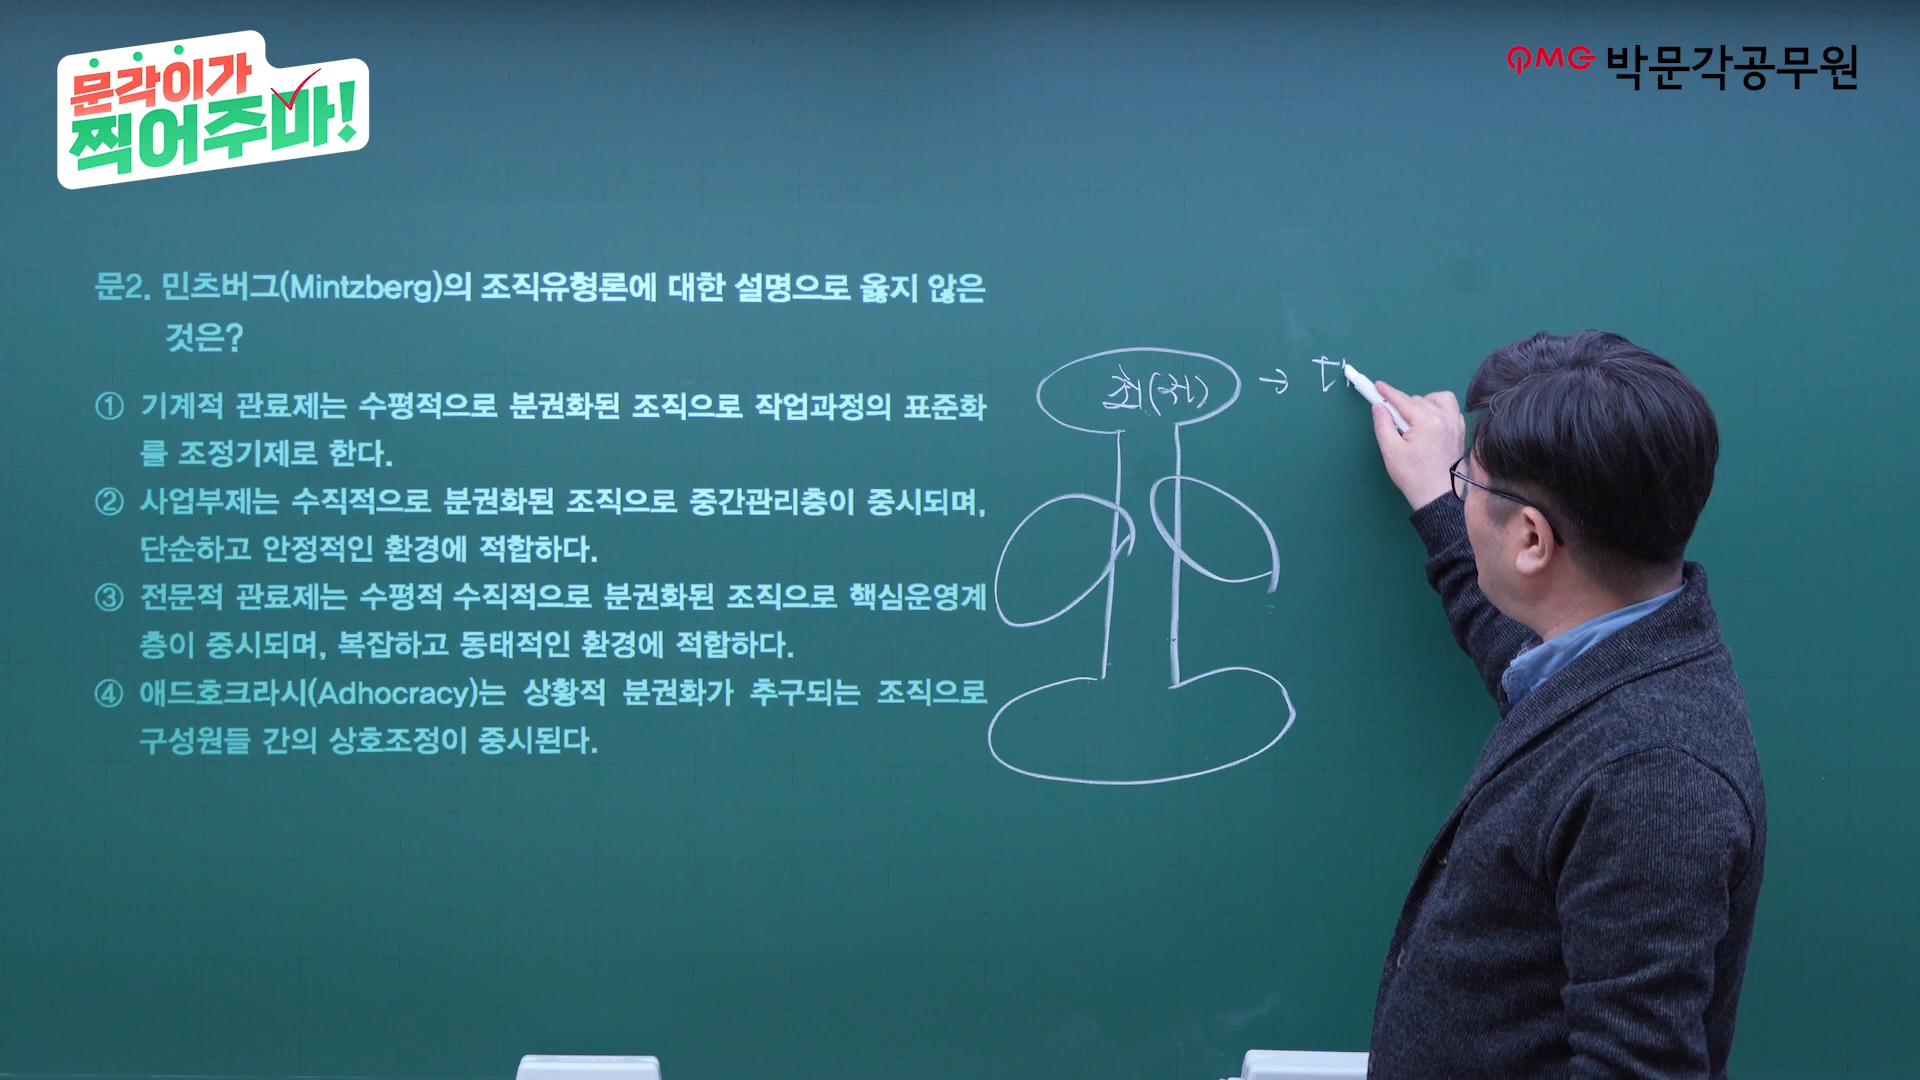 문각이가
찍어주마!
PMG 박문각공무원
문2. 민츠버그(Mintzberg)의 조직유형론에 대한 설명으로 옳지 않은
것은?
① 기계적 관료제는 수평적으로 분권화된 조직으로 작업과정의 표준화
를 조정기제로 한다.
② 사업부제는 수직적으로 분권화된 조직으로 중간관리층이 중시되며,
단순하고 안정적인 환경에 적합하다.
③ 전문적 관료제는 수평적 수직적으로 분권화된 조직으로 핵심운영계
층이 중시되며, 복잡하고 동태적인 환경에 적합하다.
④ 애드호크라시(Adhocracy)는 상황적 분권화가 추구되는 조직으로
구성원들 간의 상호조정이 중시된다.